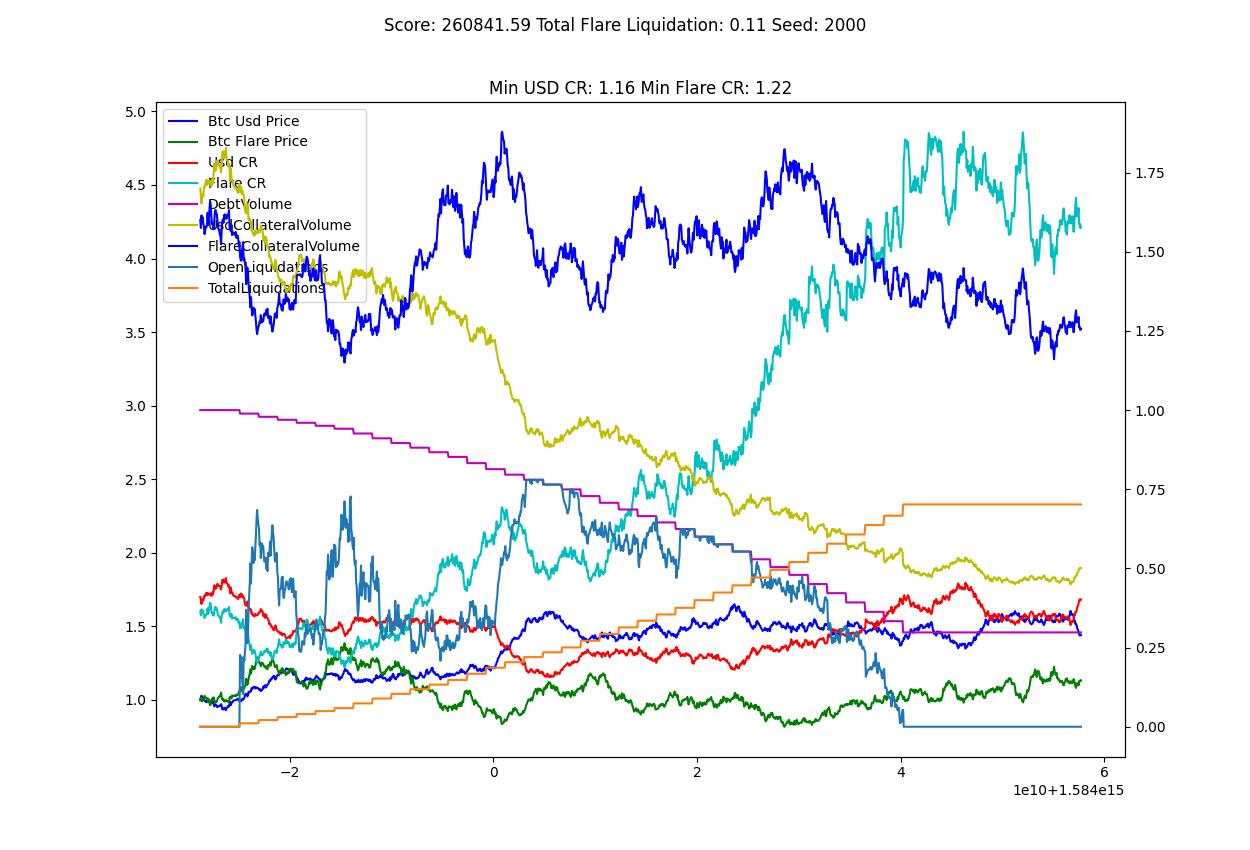 Score: 260841.59 Total Flare Liquidation: 0.11 Seed: 2000
Min USD CR: 1.16 Min Flare CR: 1.22
Btc Usd Price
Btc Flare Price
Usd CR
Flare CR
DebtVolume
UsdCollateralVolume
FlareCollateralVolume
OpenLiquidations
TotalLiquidations
5.0
4.5
4.0
3.5
3.0
2.5
2.0
1.5
1.0
1.75
1.50
1.25
1.00
0.75
0.50
0.25
0.00
−2
0
2
4
6
1e10+1.584e15